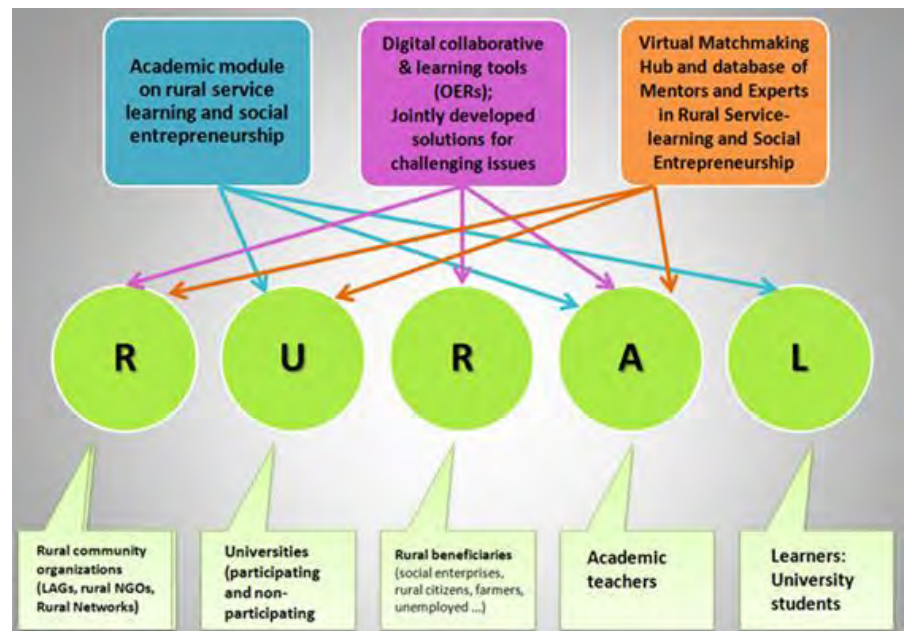 Academic module
on rural service
learning and social
entrepreneurship
Digital collaborative
& learning tools
(OERs);
Jointly developed
solutions for
challenging issues
Virtual Matchmaking
Hub and database of
Mentors and Experts
in Rural Service-
learning and Social
Entrepreneurship
R
U
R
A
L
Rural community
organizations
(LAGs, rural NGOs,
Rural Networks)
Universities
(participating
and non-
participating
Rural beneficiaries
(social enterprises,
rural citizens, farmers,
unemployed ...)
Academic
teachers
Learners:
University
students